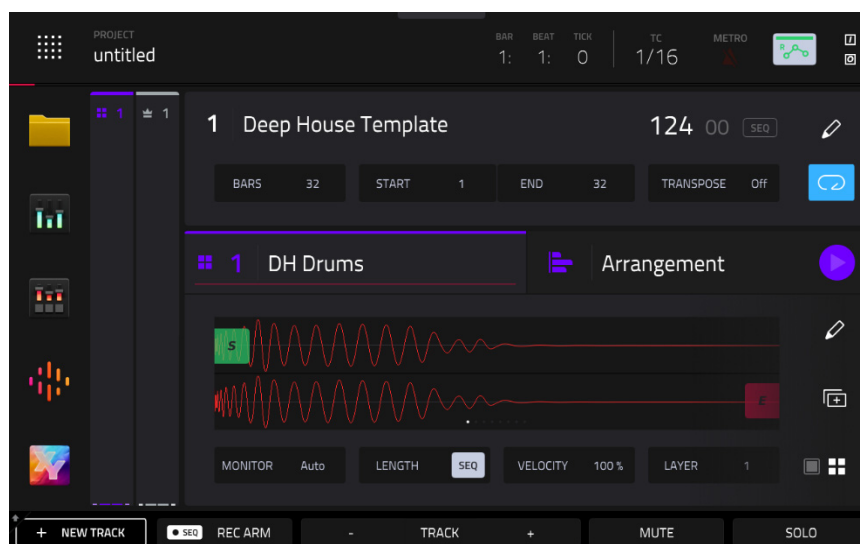 PROJECT
untitled
BAR BEAT TICK
1: 1: 0
TC
1/16
METRO
R
1
1
1 Deep House Template
124 00 SEQ
BARS 32 START 1 END 32 TRANSPOSE Off
1 DH Drums
Arrangement
S
E
MONITOR Auto LENGTH SEQ VELOCITY 100 % LAYER 1
+ NEW TRACK SEQ REC ARM - TRACK + MUTE SOLO